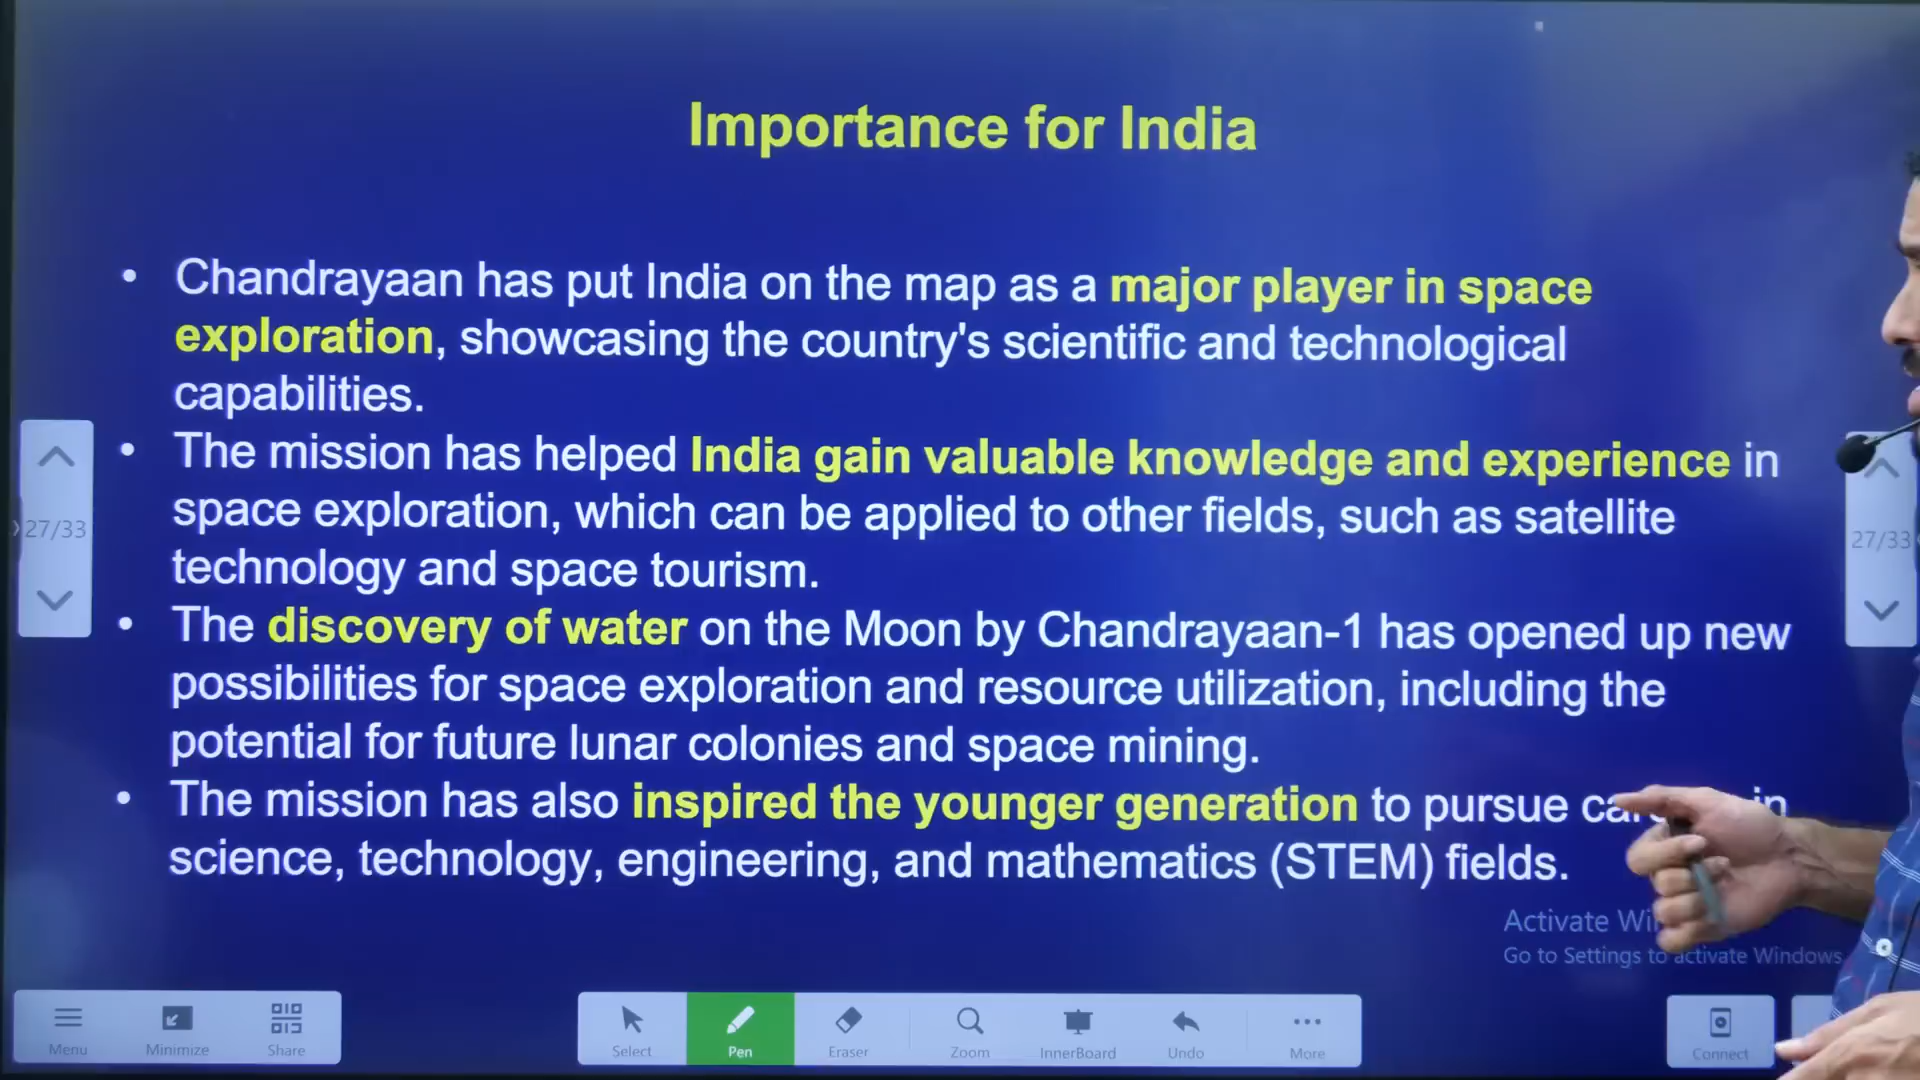 Importance for India
• Chandrayaan has put India on the map as a major player in space
exploration, showcasing the country's scientific and technological
capabilities.
• The mission has helped India gain valuable knowledge and experience in
space exploration, which can be applied to other fields, such as satellite
technology and space tourism.
• The discovery of water on the Moon by Chandrayaan-1 has opened up new
possibilities for space exploration and resource utilization, including the
potential for future lunar colonies and space mining.
• The mission has also inspired the younger generation to pursue in
science, technology, engineering, and mathematics (STEM) fields.
27/33
27/33
Activate
Go to Settings to activate Windows
Menu
Minimize
Share
Select
Pen
Eraser
Zoom
InnerBoard
Undo
More
Connect